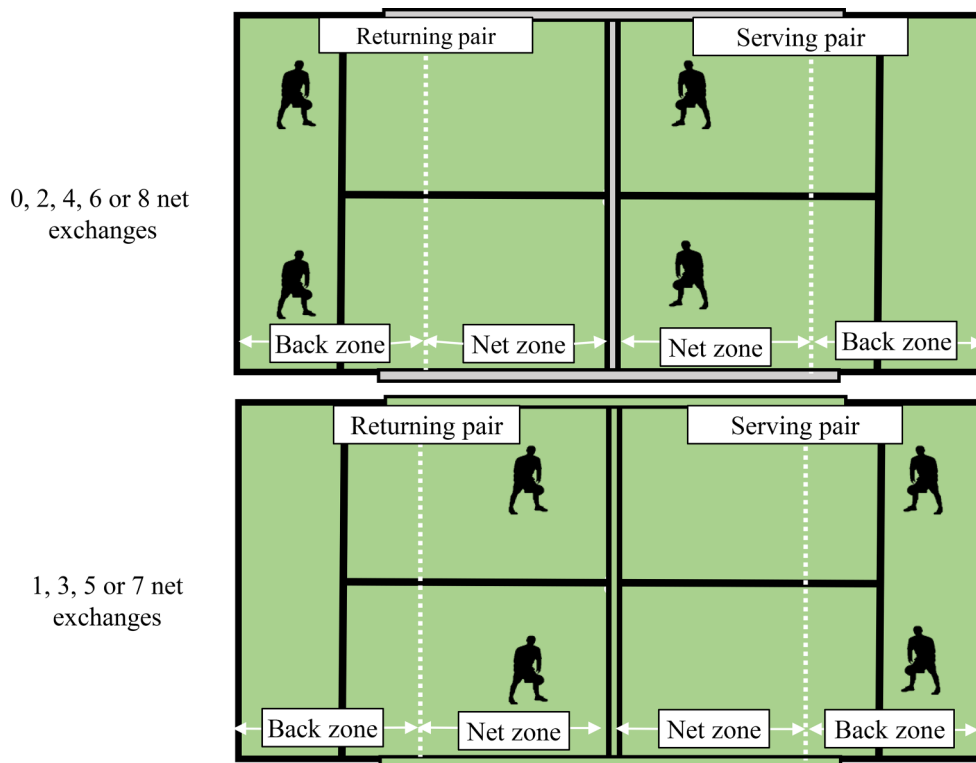 Returning pair
Serving pair
0, 2, 4, 6 or 8 net
exchanges
Back zone
Net zone
Net zone
Back zone
Returning pair
Serving pair
1, 3, 5 or 7 net
exchanges
Back zone
Net zone
Net zone
Back zone